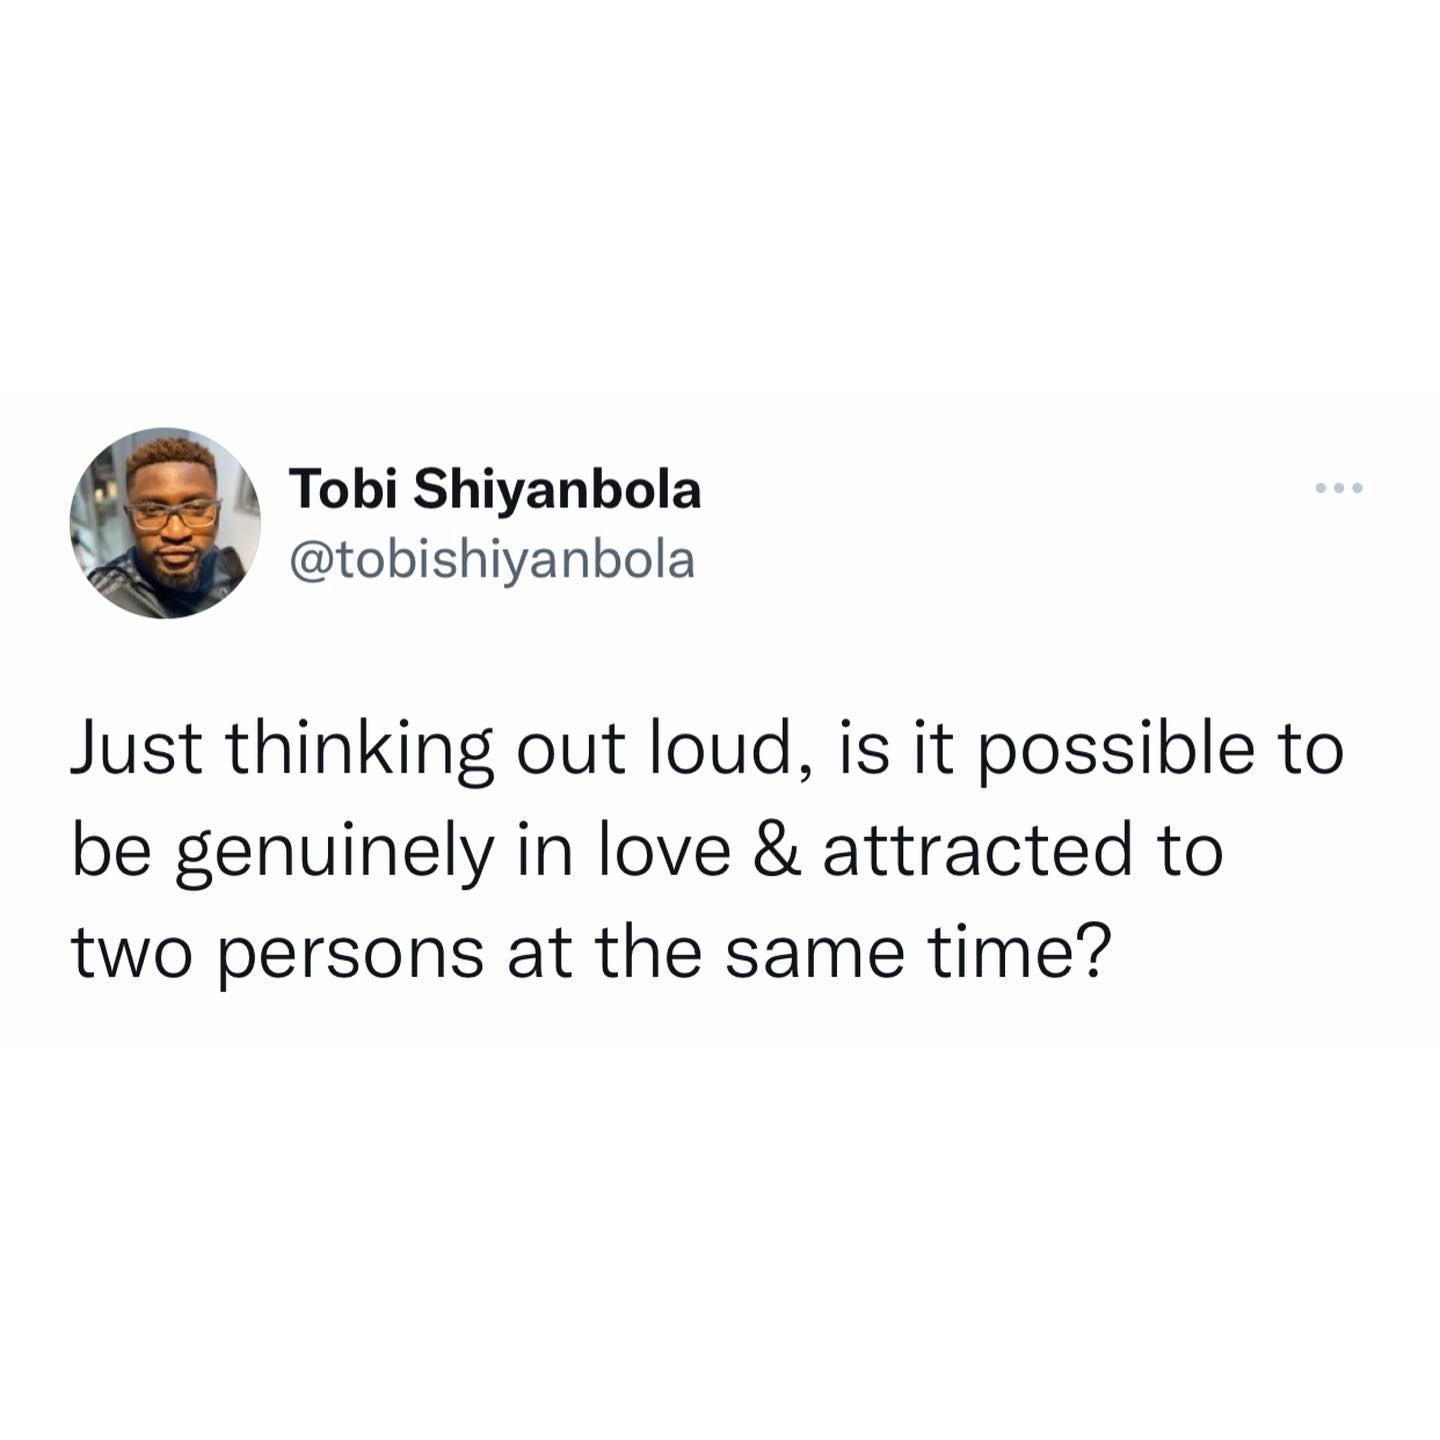 Tobi Shiyanbola
@tobishiyanbola
Just thinking out loud, is it possible to
be genuinely in love & attracted to
two persons at the same time?